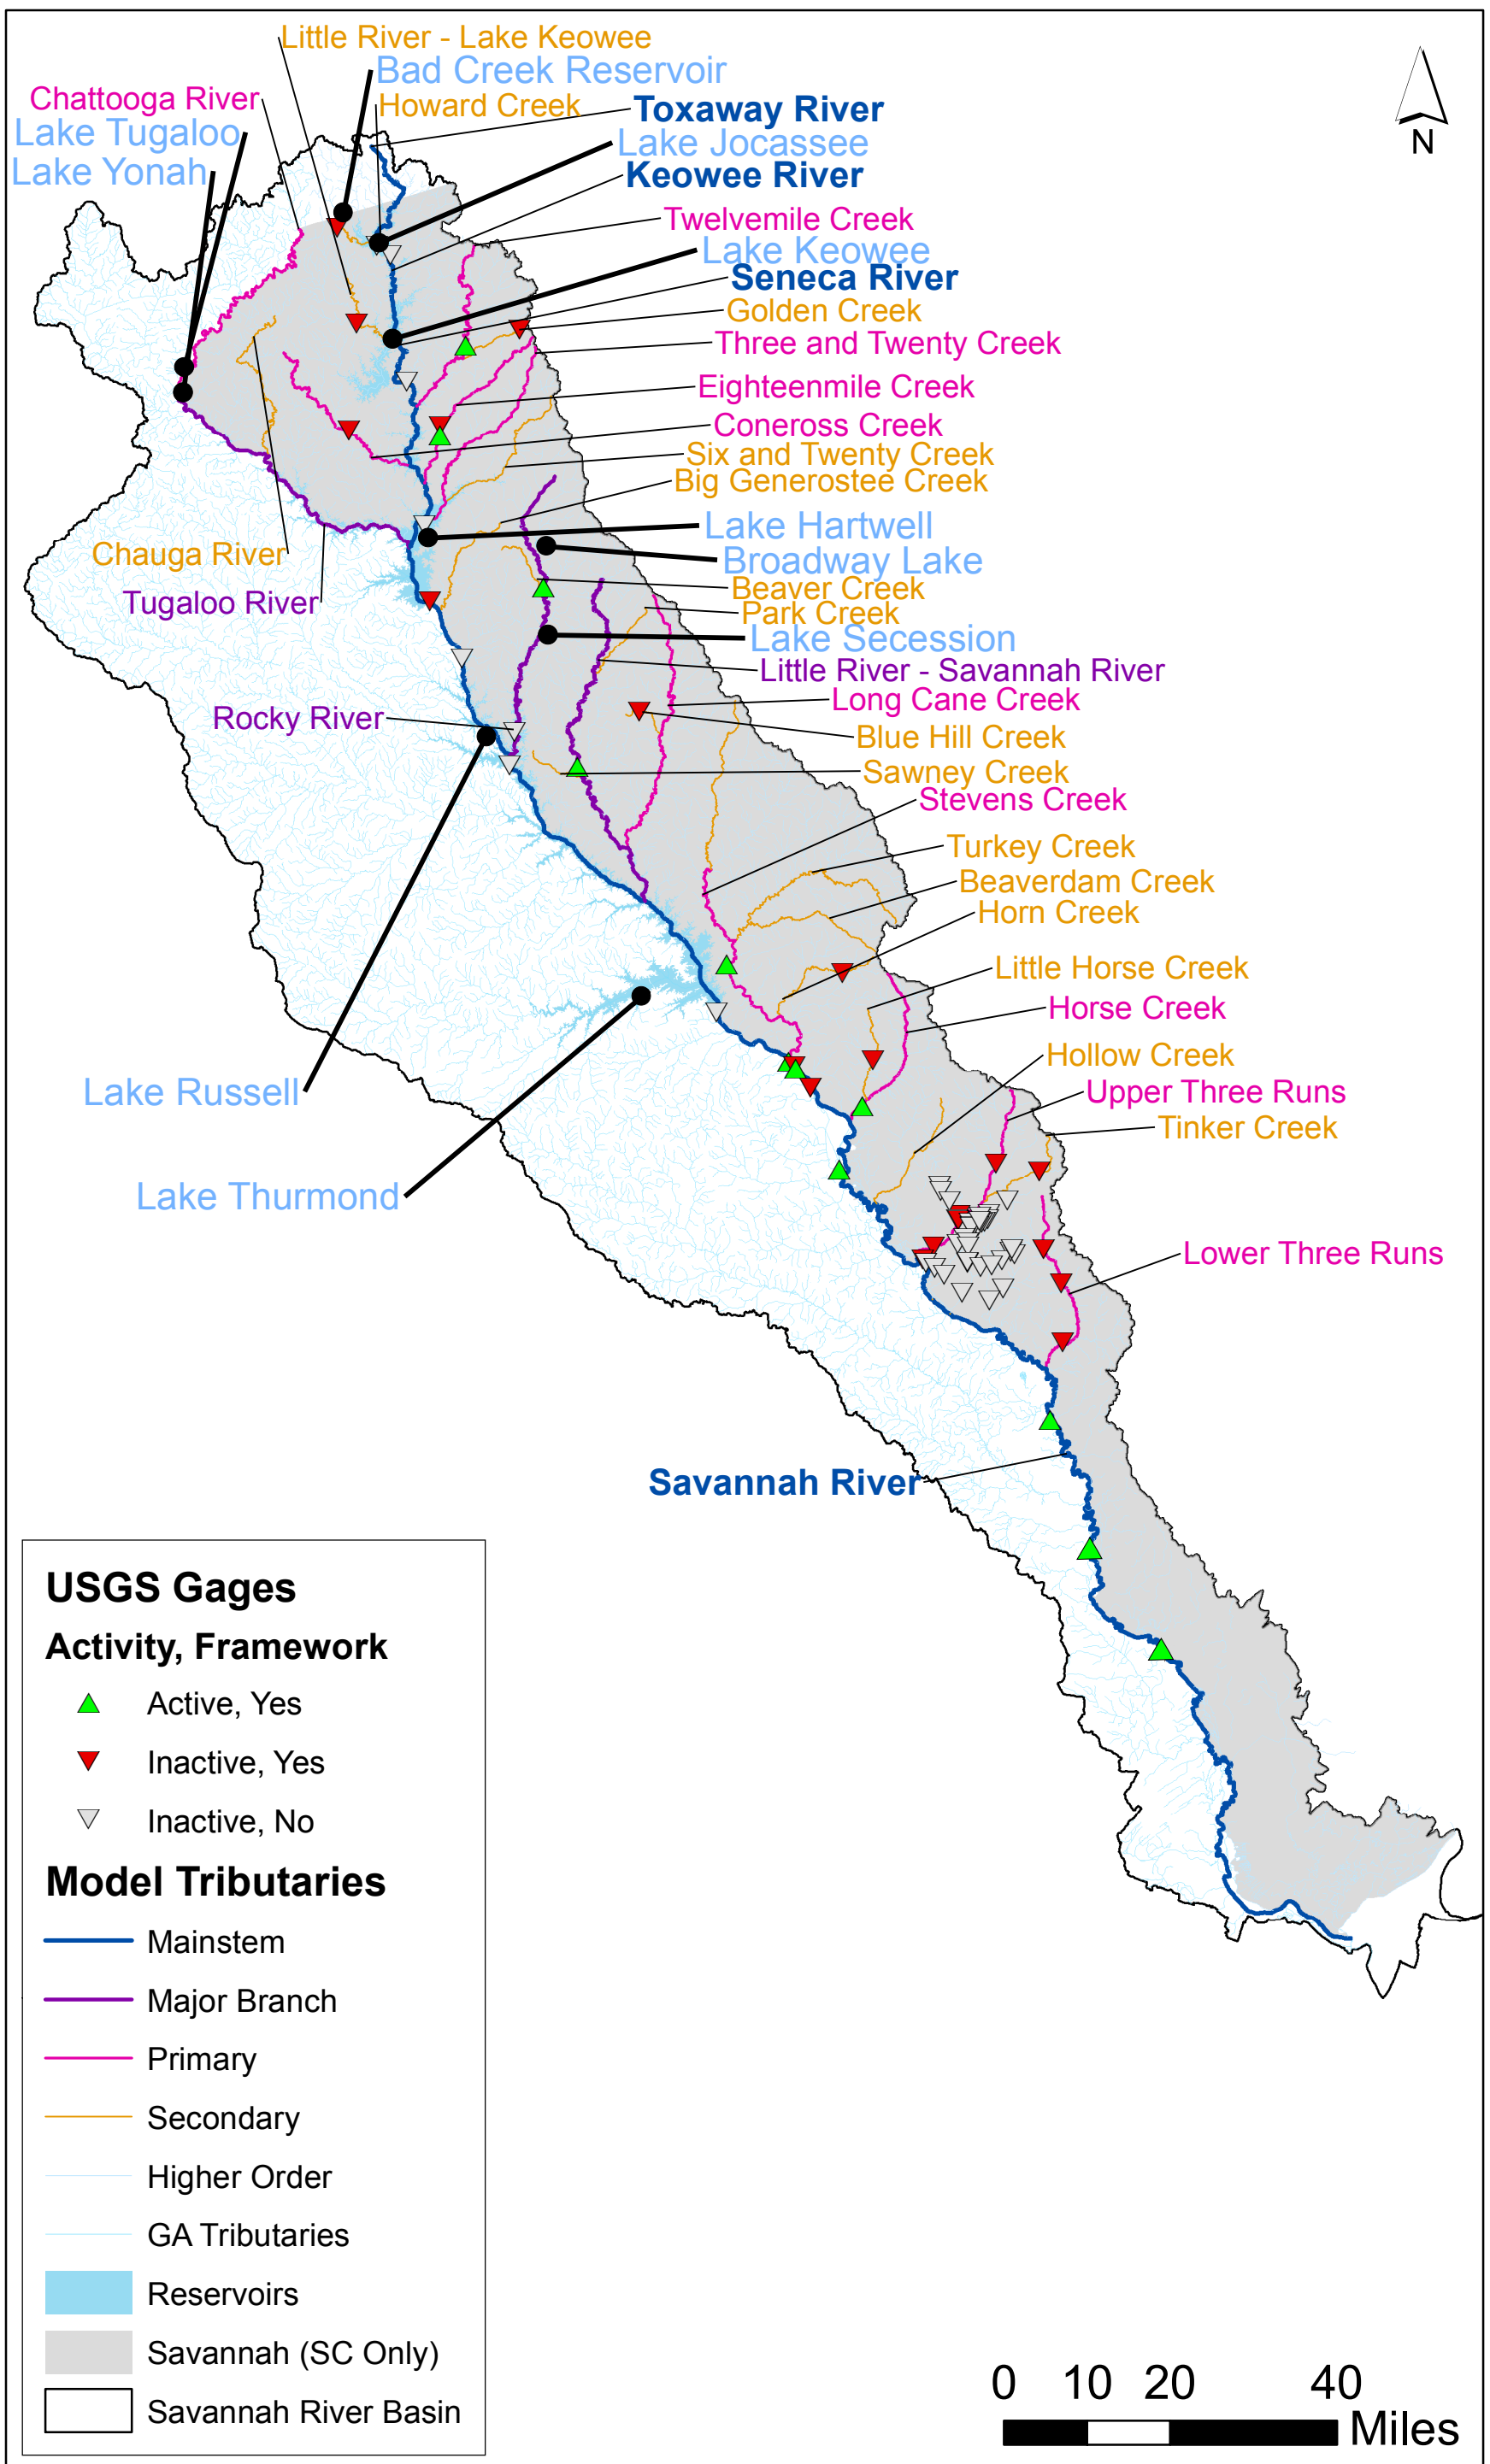 Little River - Lake Keowee
Bad Creek Reservoir
Chattooga River
Howard Creek
Toxaway River
Lake Tugaloo
Lake Jocassee
Lake Yonah
Keowee River
N
Twelvemile Creek
Lake Keowee
Seneca River
Golden Creek
Three and Twenty Creek
Eighteenmile Creek
Coneross Creek
Six and Twenty Creek
Big Generostee Creek
Lake Hartwell
Chauga River
Broadway Lake
Beaver Creek
Tugaloo River
Park Creek
Lake Secession
Little River - Savannah River
Long Cane Creek
Rocky River
Blue Hill Creek
Sawney Creek
Stevens Creek
Turkey Creek
Beaverdam Creek
Horn Creek
Little Horse Creek
Horse Creek
Hollow Creek
Lake Russell
Upper Three Runs
Tinker Creek
Lake Thurmond
Lower Three Runs
Savannah River
USGS Gages
Activity, Framework
Active, Yes
Inactive, Yes
Inactive, No
Model Tributaries
Mainstem
Major Branch
Primary
Secondary
Higher Order
GA Tributaries
Reservoirs
Savannah (SC Only)
Savannah River Basin
0 10 20 40
Miles